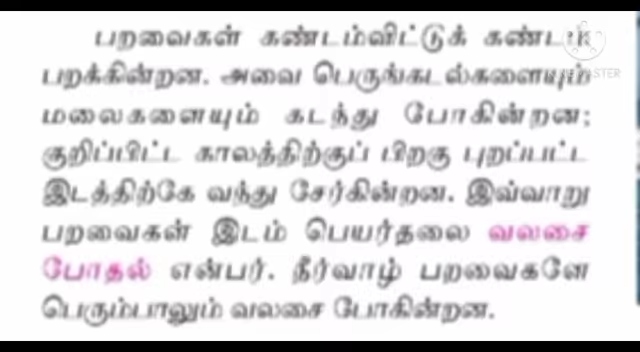 பறவைகள் கண்டம்விட்டுக் கண்டம்
பறக்கின்றன. அவை பெருங்கடல்களையும்
மலைகளையும் கடந்து போகின்றன;
குறிப்பிட்ட காலத்திற்குப் பிறகு புறப்பட்ட
இடத்திற்கே வந்து சேர்கின்றன. இவ்வாறு
பறவைகள் இடம் பெயர்தலை வலசை
போதல் என்பர். நீர்வாழ் பறவைகளே
பெரும்பாலும் வலசை போகின்றன.